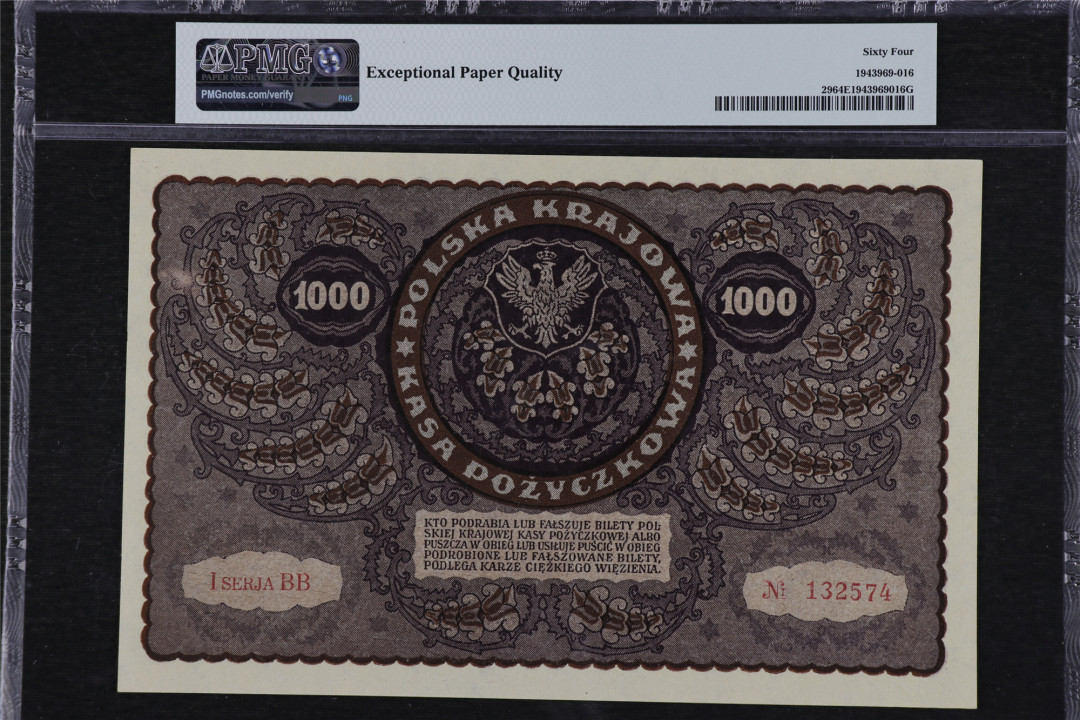 PMG
PAPER MONEY GUARA
PMGnotes.com/verify
PNG
Exceptional Paper Quality
Sixty Four
1943969-016
2964E1943969016G
POLSKA KRAJOWA
KASA POŻYCZKOWA
1000
1000
KTO PODRABIA LUB FAŁSZUJE BILETY POL
SKIEJ KRAJOWEJ KASY POŻYCZKOWEJ ALBO
PUSZCZA W OBIEG LUB USIŁUJE PUŚCIĆ W OBIEG
PODROBIONE LUB FAŁSZOWANE BILETY,
PODLEGA KARZE CIĘŻKIEGO WIĘZIENIA.
I SERJA BB
№ 132574